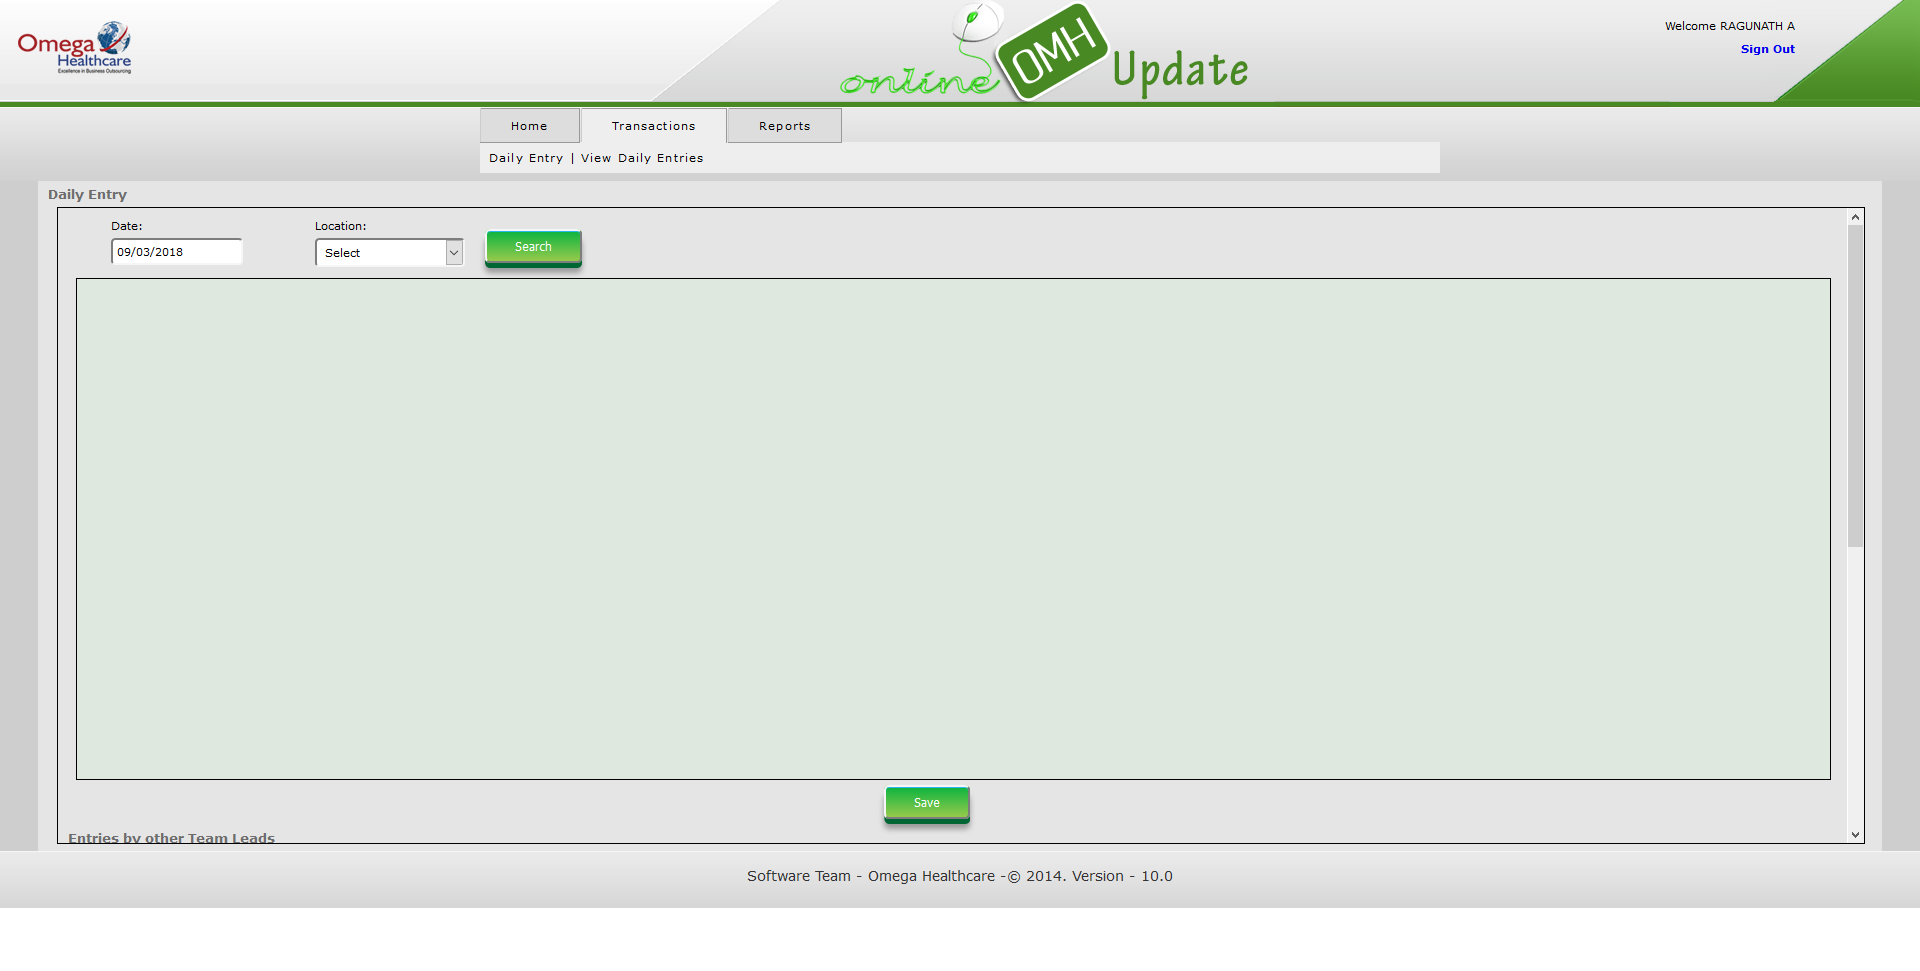 Omega
Healthcare
Excellence in Business Outsourcing
online OMH Update
Welcome RAGUNATH A
Sign Out
Home Transactions Reports
Daily Entry | View Daily Entries
Daily Entry
Date: Location:
09/03/2018 Select Search
Save
Entries by other Team Leads
Software Team - Omega Healthcare -© 2014. Version - 10.0